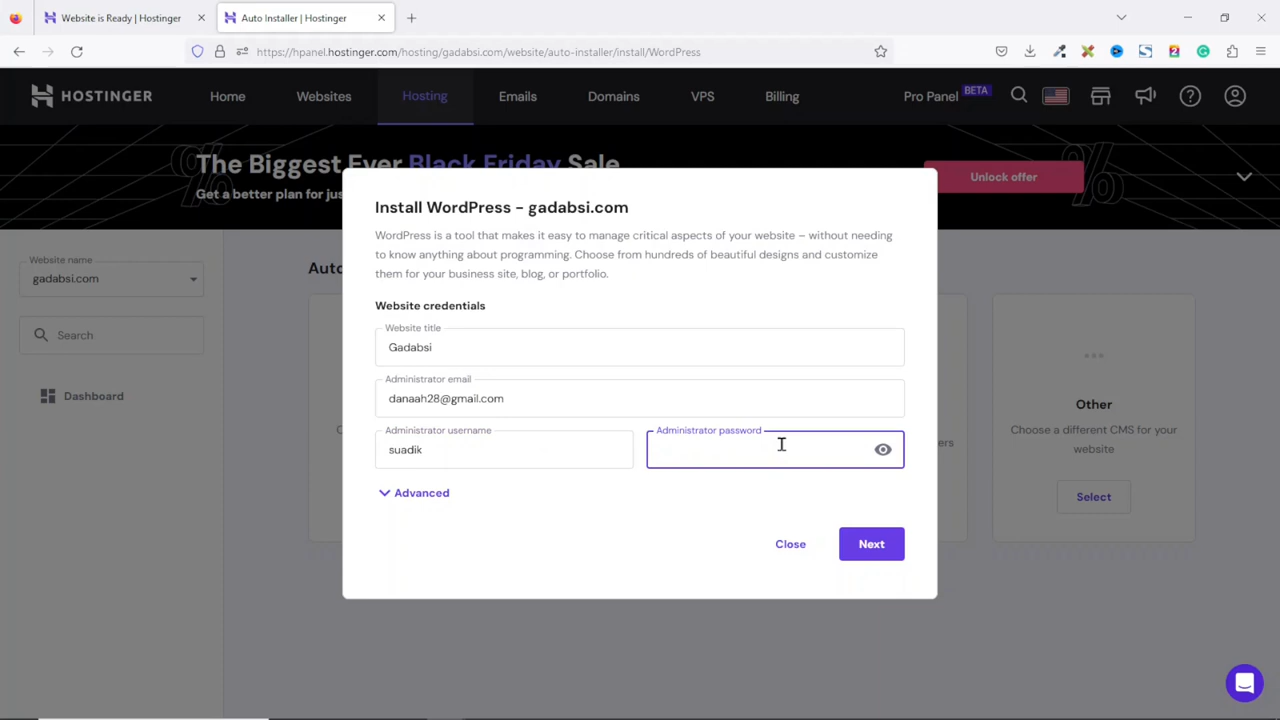 Website is Ready | Hostinger
Auto Installer | Hostinger
https://hpanel.hostinger.com/hosting/gadabsi.com/website/auto-installer/install/WordPress
HOSTINGER
Home
Websites
Hosting
Emails
Domains
VPS
Billing
Pro Panel BETA
The Biggest Ever Black Friday Sale
Get a better plan for jus
Unlock offer
Website name
gadabsi.com
Search
Dashboard
Auto
Install WordPress - gadabsi.com
WordPress is a tool that makes it easy to manage critical aspects of your website – without needing
to know anything about programming. Choose from hundreds of beautiful designs and customize
them for your business site, blog, or portfolio.
Website credentials
Website title
Gadabsi
Administrator email
danaah28@gmail.com
Administrator username
suadik
Administrator password
Advanced
Close
Next
Other
Choose a different CMS for your
website
Select